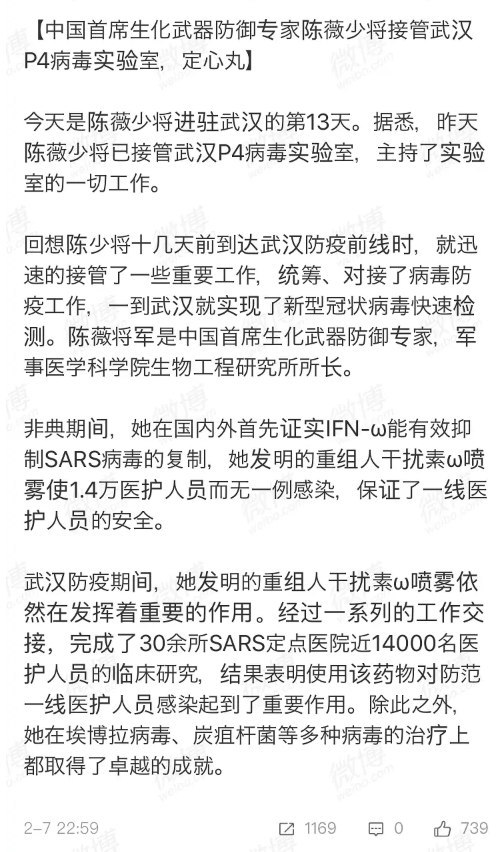 【中国首席生化武器防御专家陈薇少将接管武汉
P4病毒实验室，定心丸】
今天是陈薇少将进驻武汉的第13天。据悉，昨天
陈薇少将已接管武汉P4病毒实验室，主持了实验
室的一切工作。
回想陈少将十几天前到达武汉防疫前线时，就迅
速的接管了一些重要工作，统筹、对接了病毒防
疫工作，一到武汉就实现了新型冠状病毒快速检
测。陈薇将军是中国首席生化武器防御专家，军
事医学科学院生物工程研究所所长。
非典期间，她在国内外首先证实IFN-ω能有效抑
制SARS病毒的复制，她发明的重组人干扰素ω喷
雾使1.4万医护人员而无一例感染，保证了一线医
护人员的安全。
武汉防疫期间，她发明的重组人干扰素ω喷雾依
然在发挥着重要的作用。经过一系列的工作交
接，完成了30余所SARS定点医院近14000名医
护人员的临床研究，结果表明使用该药物对防范
一线医护人员感染起到了重要作用。除此之外，
她在埃博拉病毒、炭疽杆菌等多种病毒的治疗上
都取得了卓越的成就。
2-7 22:59 1169 0 739